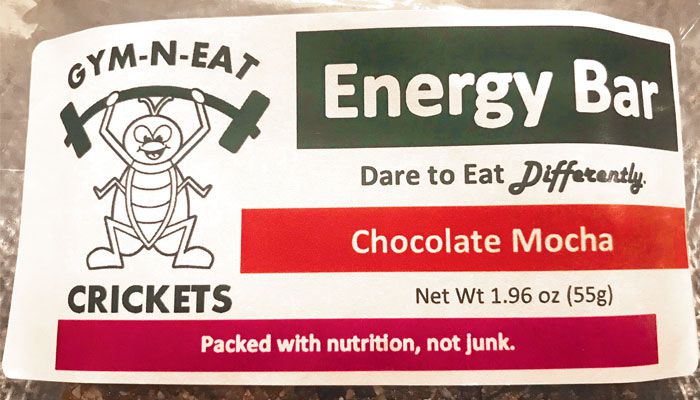 GYM-N-EAT
CRICKETS
Energy Bar
Dare to Eat Differently.
Chocolate Mocha
Net Wt 1.96 oz (55g)
Packed with nutrition, not junk.